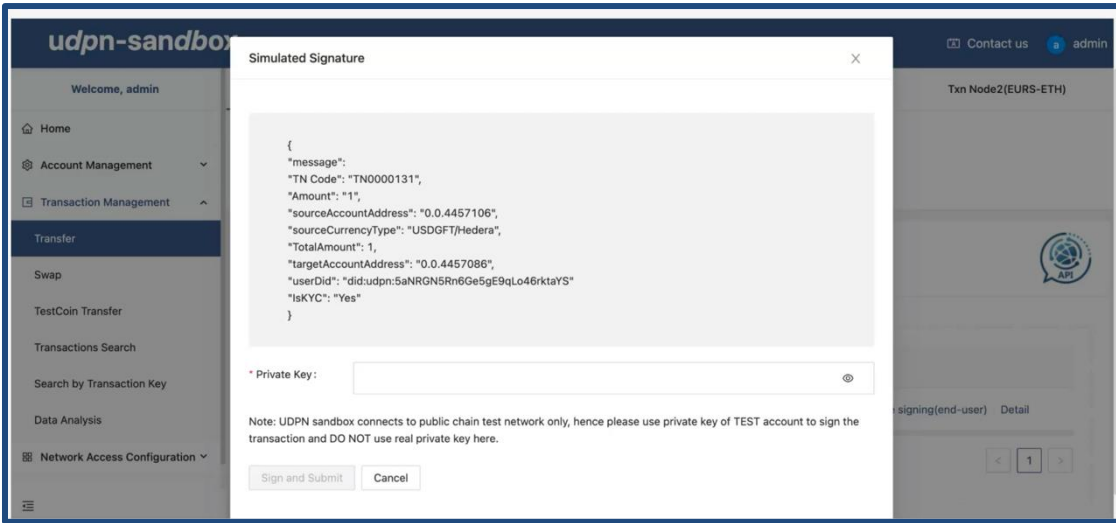 udpn-sandbox
Contact us
a
admin
Welcome, admin
Txn Node2(EURS-ETH)
Home
Account Management
Transaction Management
Transfer
Swap
TestCoin Transfer
Transactions Search
Search by Transaction Key
Data Analysis
Network Access Configuration
Simulated Signature
{
"message":
"TN Code": "TN0000131",
"Amount": "1",
"sourceAccountAddress": "0.0.4457106",
"sourceCurrencyType": "USDGFT/Hedera",
"TotalAmount": 1,
"targetAccountAddress": "0.0.4457086",
"userDid": "did:udpn:5aNRGN5Rn6Ge5gE9qLo46rktaYS"
"IsKYC": "Yes"
}
* Private Key:
Note: UDPN sandbox connects to public chain test network only, hence please use private key of TEST account to sign the
transaction and DO NOT use real private key here.
Sign and Submit
Cancel
API
signing(end-user) Detail
< 1 >